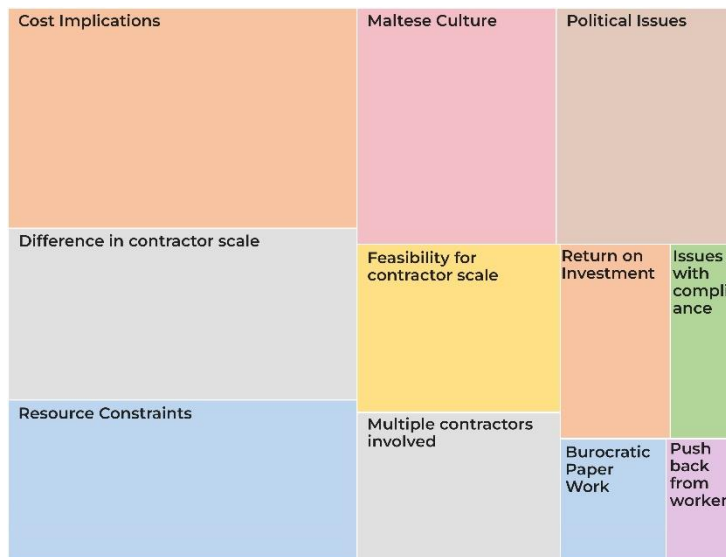 Cost Implications
Maltese Culture
Political Issues
Difference in contractor scale
Feasibility for
contractor scale
Return on
Investment
Issues
with
compli
ance
Resource Constraints
Multiple contractors
involved
Burocratic
Paper
Work
Push
back
from
worker